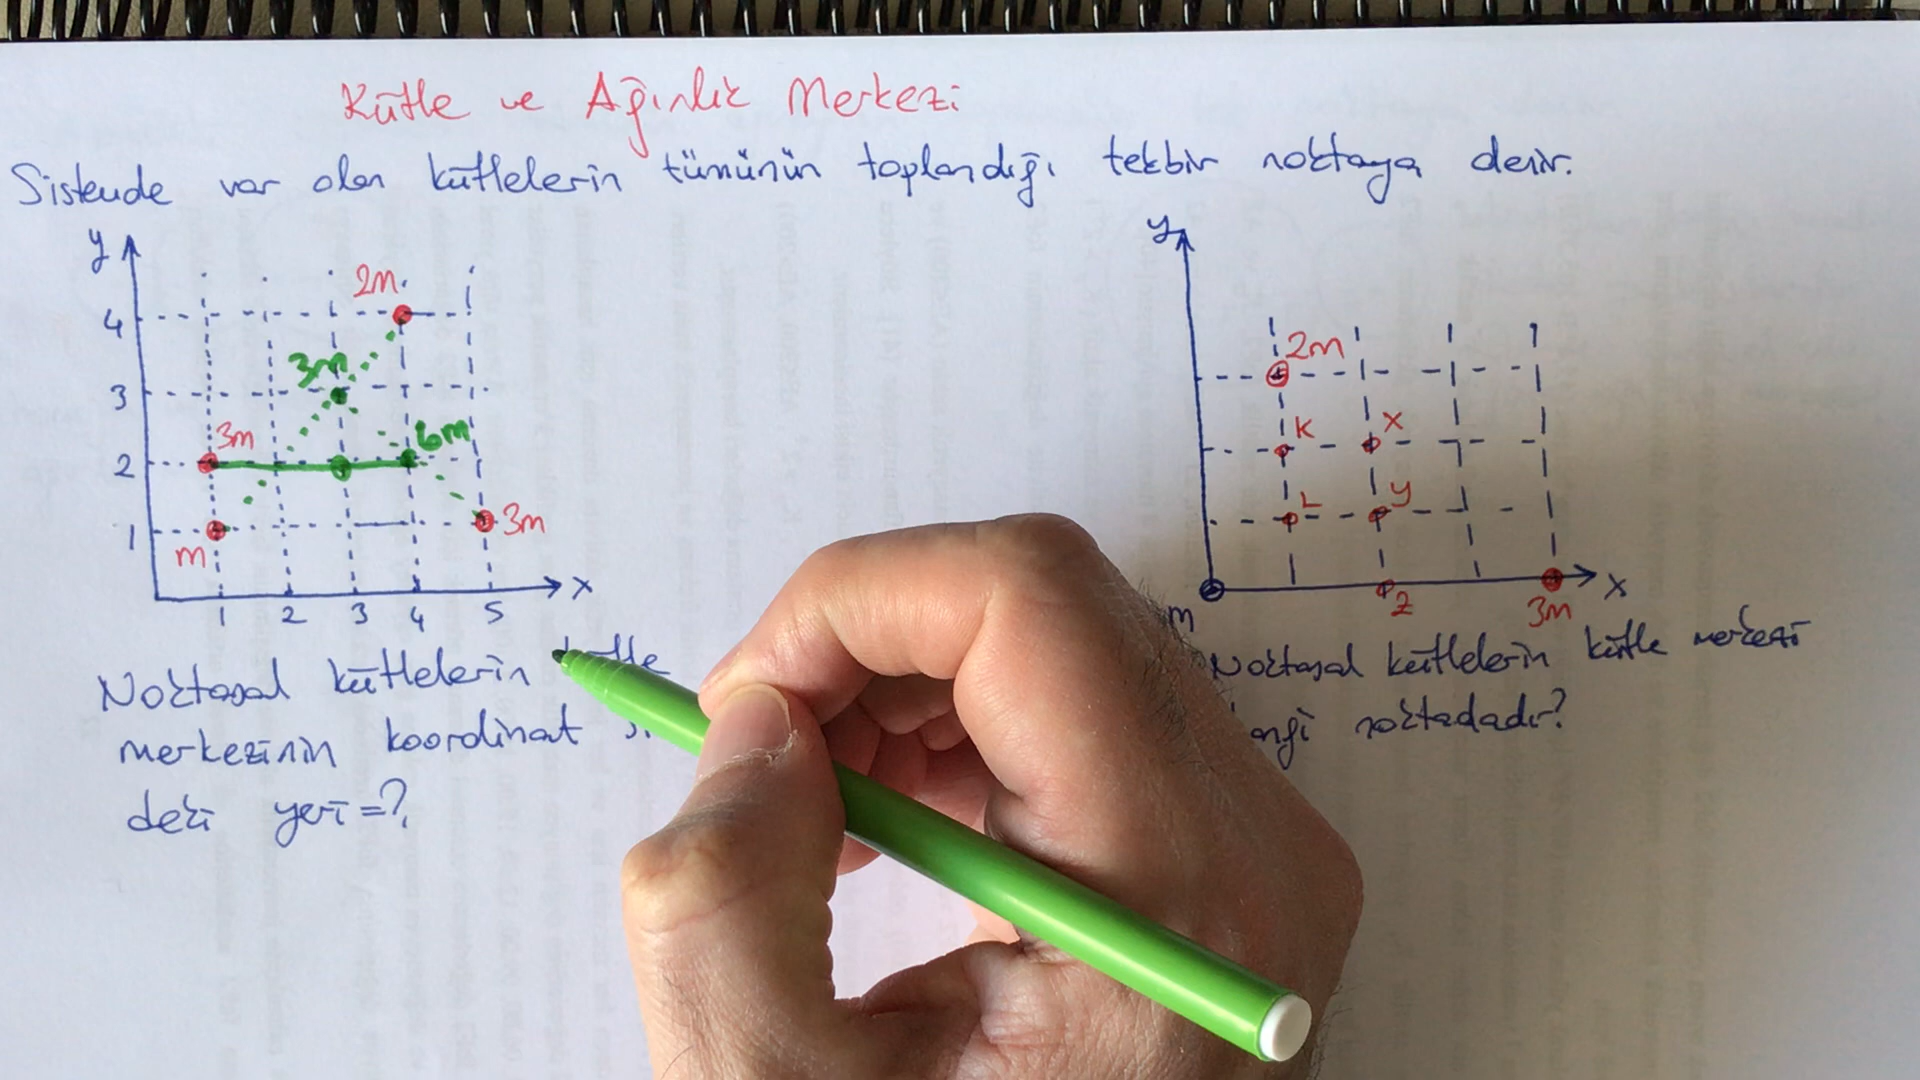 Kütle ve Ağırlık Merkezi
Sistemde var olan kütlelerin tümünün toplandığı tekbir noktaya denir.
y
4
3
2
1
2m
3m
3m
6m
m
3m
1 2 3 4 5 x
Noktasal kütlelerin kütle
merkezinin koordinat
deki yeri=?
y
2m
K
X
L
y
m
z
3m
x
Noktasal kütlelerin kütle merkezi
noktadadır?